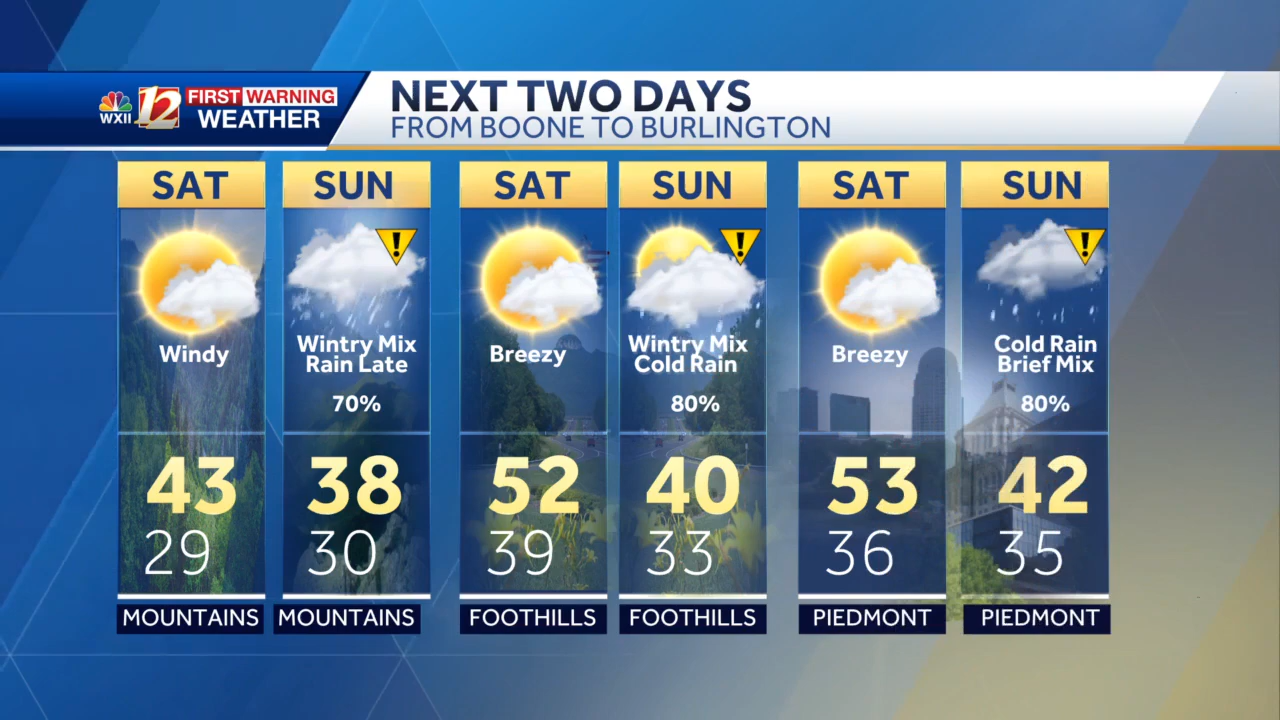 WXII 12 FIRST WARNING
WEATHER
NEXT TWO DAYS
FROM BOONE TO BURLINGTON
SAT
Windy
43
29
MOUNTAINS
SUN
!
Wintry Mix
Rain Late
70%
38
30
MOUNTAINS
SAT
Breezy
52
39
FOOTHILLS
SUN
!
Wintry Mix
Cold Rain
80%
40
33
FOOTHILLS
SAT
Breezy
53
36
PIEDMONT
SUN
!
Cold Rain
Brief Mix
80%
42
35
PIEDMONT